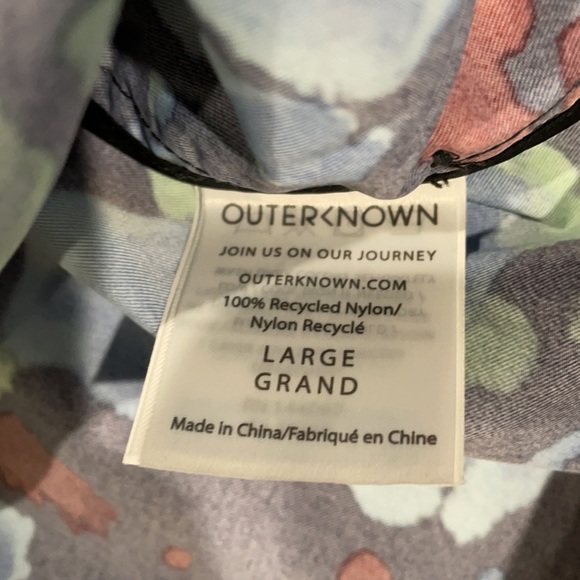 OUTERKNOWN
JOIN US ON OUR JOURNEY
OUTERKNOWN.COM
100% Recycled Nylon/
Nylon Recyclé
LARGE
GRAND
Made in China/Fabriqué en Chine